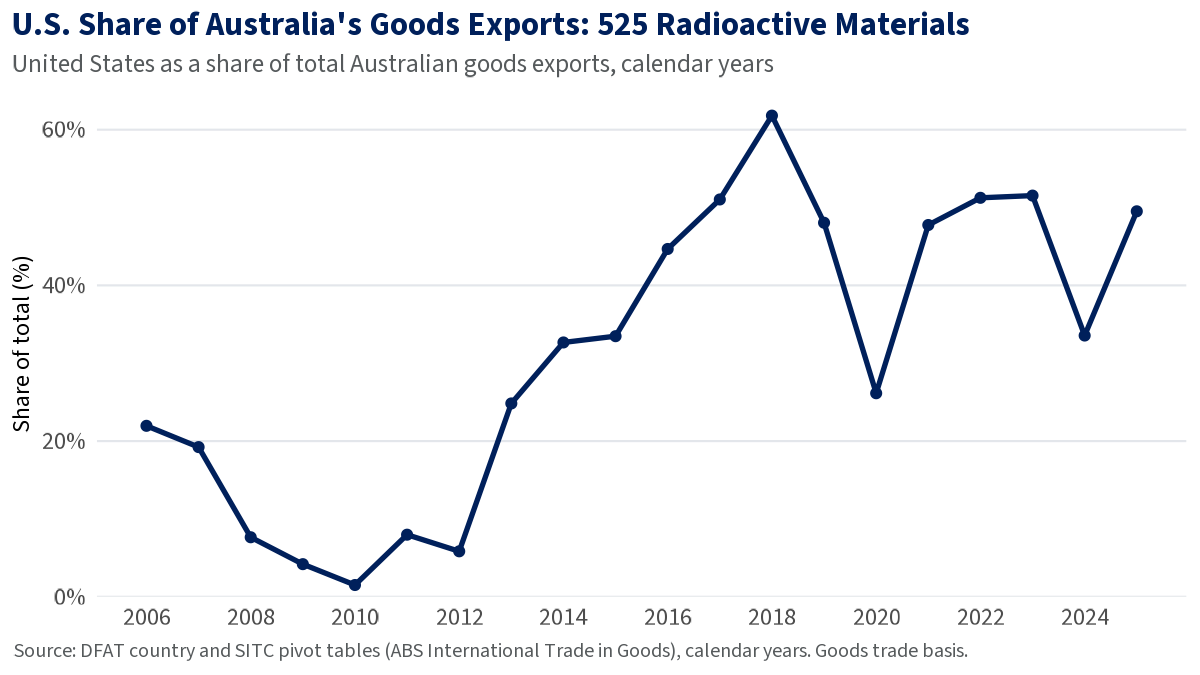 U.S. Share of Australia's Goods Exports: 525 Radioactive Materials
United States as a share of total Australian goods exports, calendar years
Share of total (%)
60%
40%
20%
0%
2006 2008 2010 2012 2014 2016 2018 2020 2022 2024
Source: DFAT country and SITC pivot tables (ABS International Trade in Goods), calendar years. Goods trade basis.